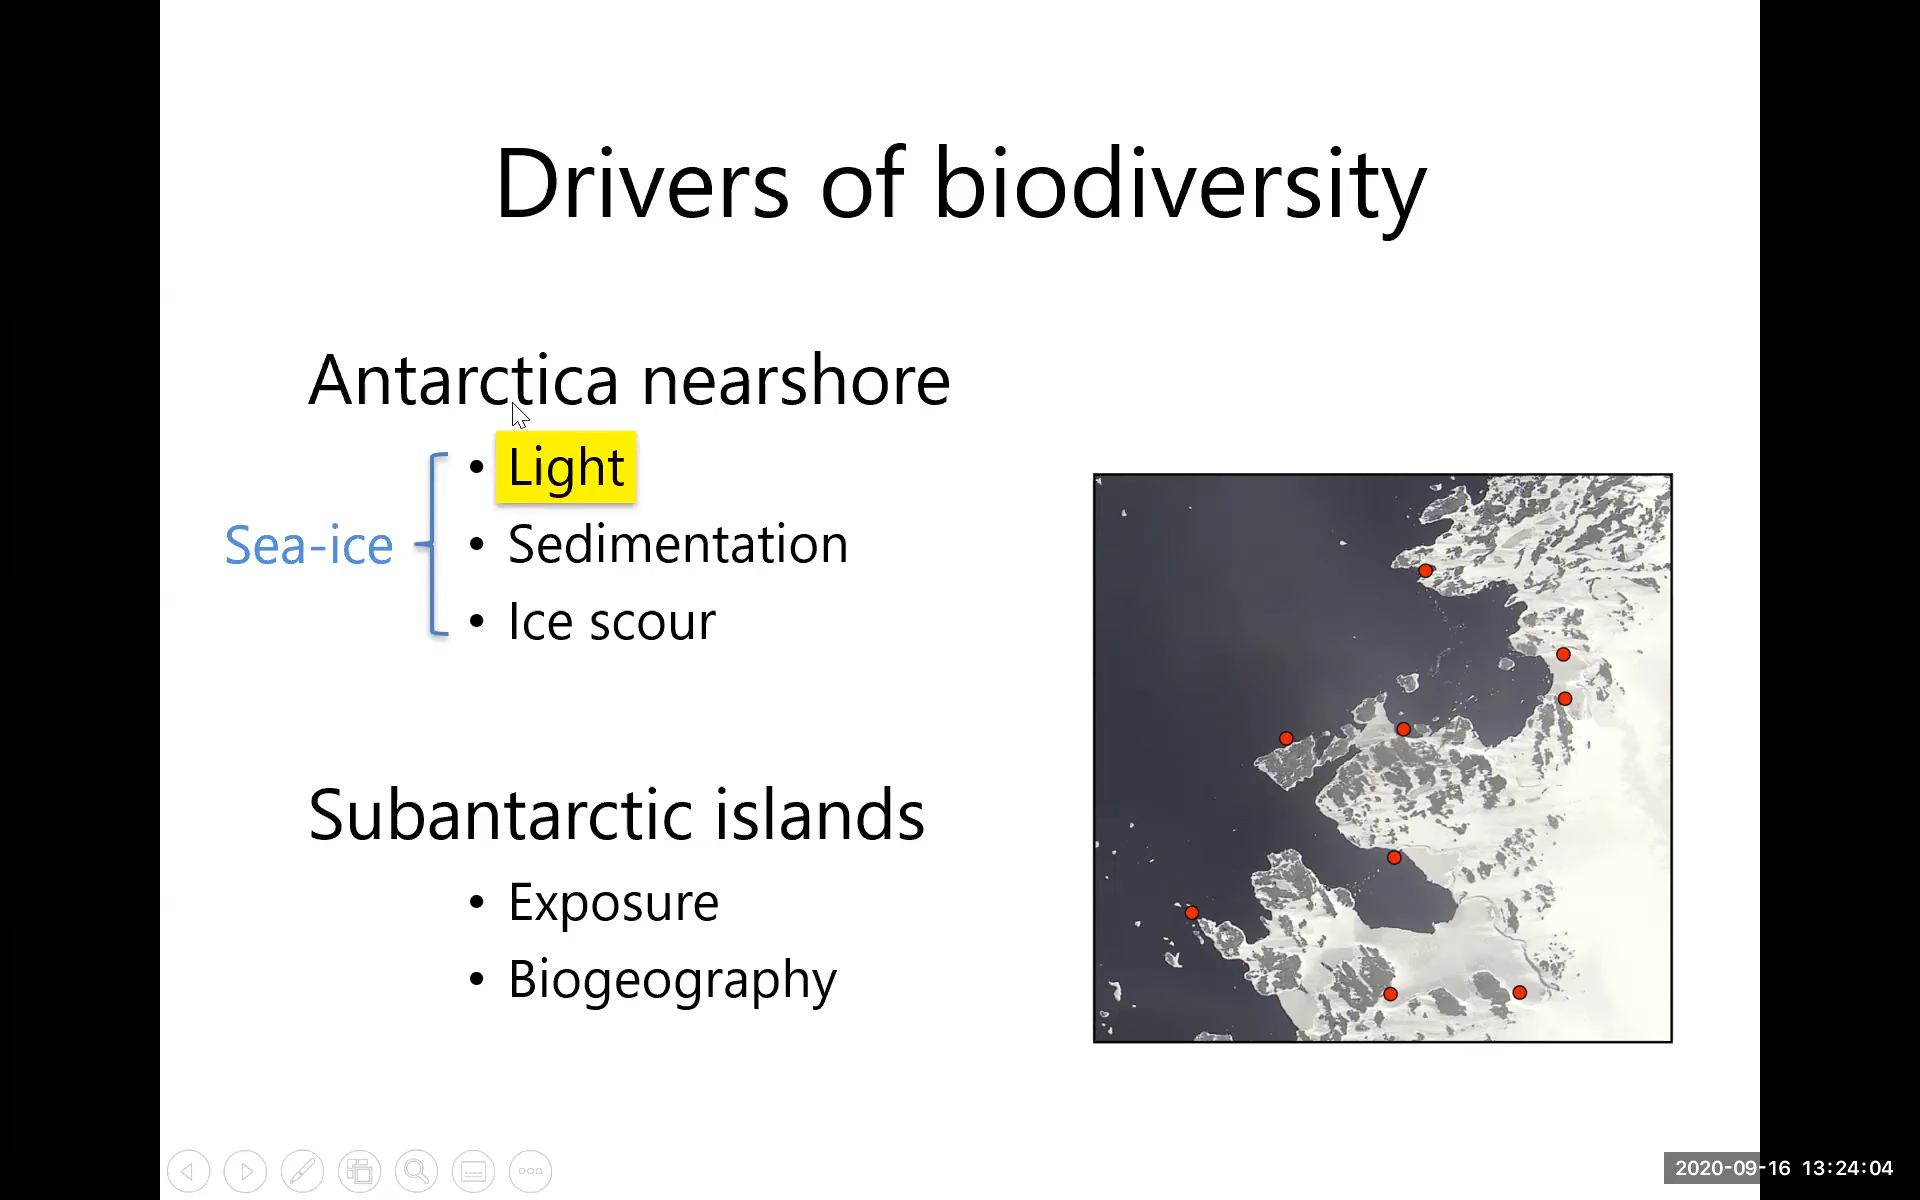 Drivers of biodiversity
Antarctica nearshore
• Light
Sea-ice
• Sedimentation
• Ice scour
Subantarctic islands
• Exposure
• Biogeography
2020-09-16 13:24:04